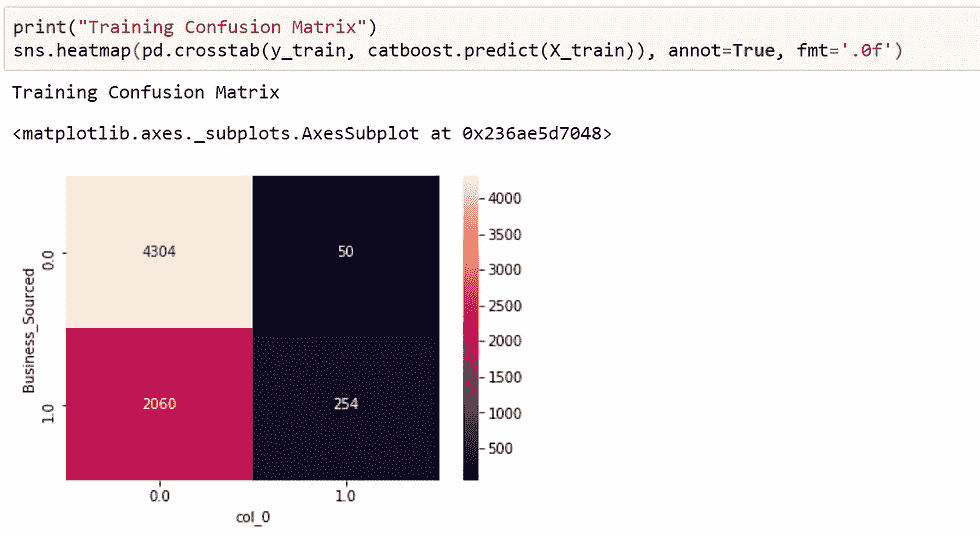 print("Training Confusion Matrix")
sns.heatmap(pd.crosstab(y_train, catboost.predict(X_train)), annot=True, fmt='.0f')
Training Confusion Matrix
<matplotlib.axes._subplots.AxesSubplot at 0x236ae5d7048>
4304
50
2060
254
0.0
1.0
Business_Sourced
0.0
1.0
col_0
4000
3500
3000
2500
2000
1500
1000
500